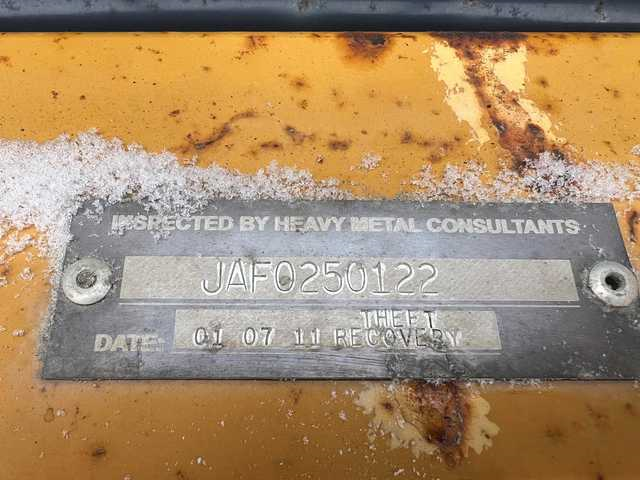 INSPECTED BY HEAVY METAL CONSULTANTS
JAF0250122
THEFT
DATE: 01 07 11 RECOVERY